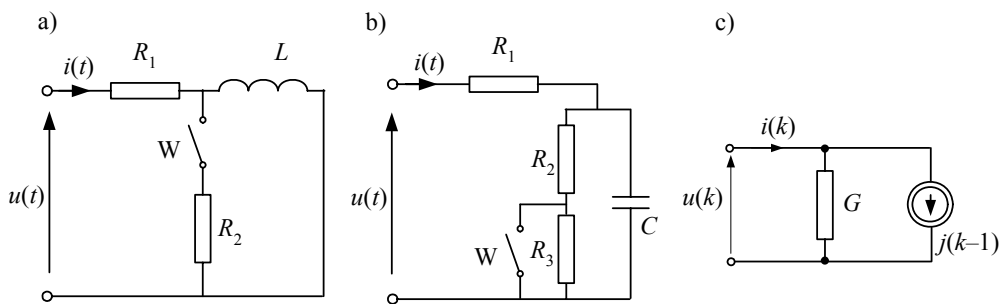 a)
i(t)
R1
L
W
u(t)
R2
b)
i(t)
R1
R2
W
R3
C
u(t)
c)
i(k)
u(k)
G
j(k–1)